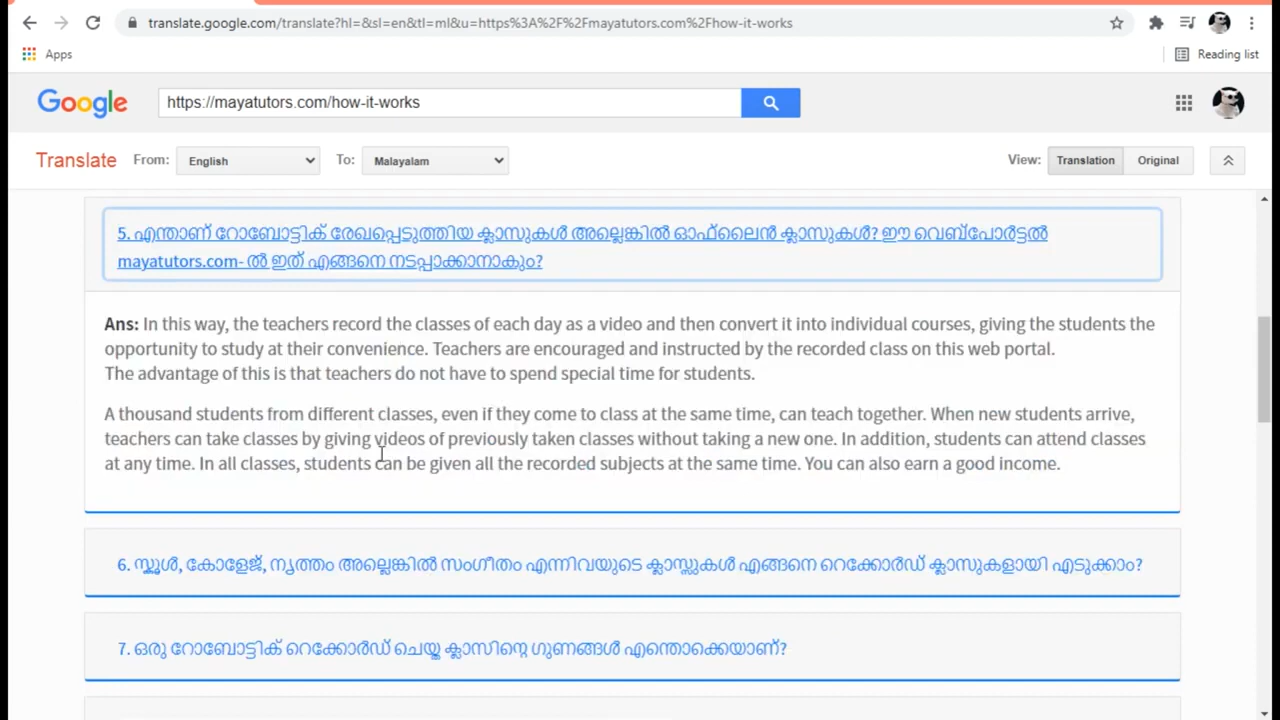 translate.google.com/translate?hl=&sl=en&tl=ml&u=https%3A%2F%2Fmayatutors.com%2Fhow-it-works
Apps
Reading list
Google
https://mayatutors.com/how-it-works
Translate
From:
English
To:
Malayalam
View:
Translation
Original
5. എന്താണ് റോബോട്ടിക് രേഖപ്പെടുത്തിയ ക്ലാസുകൾ അല്ലെങ്കിൽ ഓഫ്‌ലൈൻ ക്ലാസുകൾ? ഈ വെബ്‌പോർട്ടൽ
mayatutors.com- ൽ ഇത് എങ്ങനെ നടപ്പാക്കാനാകും?
Ans: In this way, the teachers record the classes of each day as a video and then convert it into individual courses, giving the students the
opportunity to study at their convenience. Teachers are encouraged and instructed by the recorded class on this web portal.
The advantage of this is that teachers do not have to spend special time for students.
A thousand students from different classes, even if they come to class at the same time, can teach together. When new students arrive,
teachers can take classes by giving videos of previously taken classes without taking a new one. In addition, students can attend classes
at any time. In all classes, students can be given all the recorded subjects at the same time. You can also earn a good income.
6. സ്കൂൾ, കോളേജ്, നൃത്തം അല്ലെങ്കിൽ സംഗീതം എന്നിവയുടെ ക്ലാസ്സുകൾ എങ്ങനെ റെക്കോർഡ് ക്ലാസുകളായി എടുക്കാം?
7. ഒരു റോബോട്ടിക് റെക്കോർഡ് ചെയ്ത ക്ലാസിന്റെ ഗുണങ്ങൾ എന്തൊക്കെയാണ്?